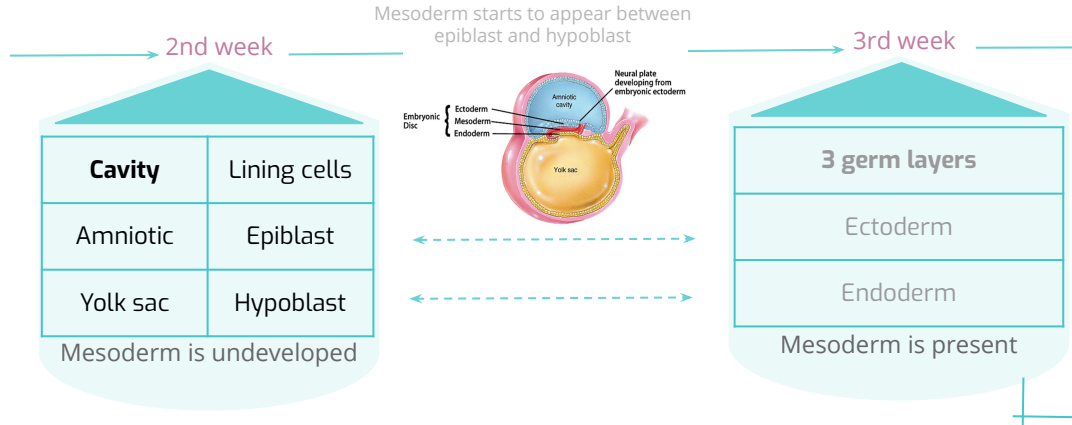 Mesoderm starts to appear between
epiblast and hypoblast
2nd week
3rd week
Cavity Lining cells
Amniotic Epiblast
Yolk sac Hypoblast
Mesoderm is undeveloped
Neural plate
developing from
embryonic ectoderm
Amniotic
cavity
Embryonic
Disc
Ectoderm
Mesoderm
Endoderm
Yolk sac
3 germ layers
Ectoderm
Endoderm
Mesoderm is present